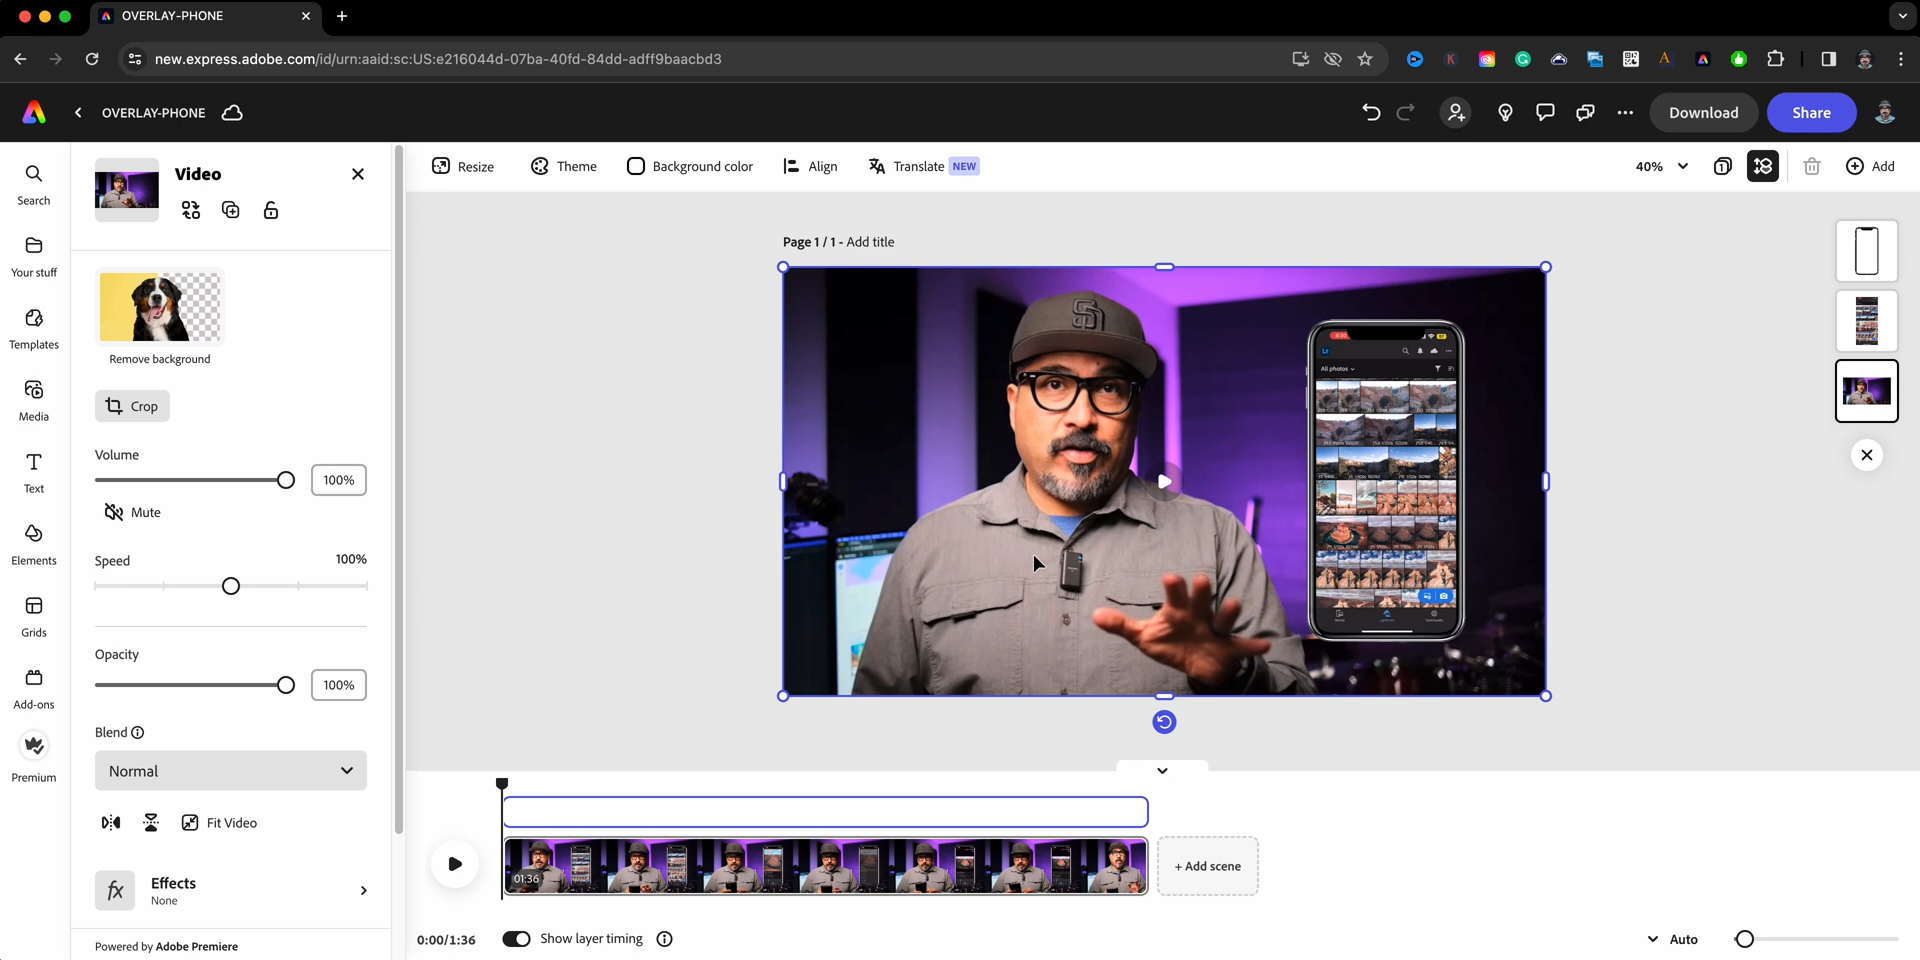 OVERLAY-PHONE
new.express.adobe.com/id/urn:aaid:sc:US:e216044d-07ba-40fd-84dd-adff9baacbd3
OVERLAY-PHONE
Download
Share
Search
Your stuff
Templates
Media
Text
Elements
Grids
Add-ons
Premium
Video
Remove background
Crop
Volume
100%
Mute
Speed 100%
Opacity
100%
Blend
Normal
Fit Video
fx
Effects
None
Powered by Adobe Premiere
Resize
Theme
Background color
Align
Translate NEW
40%
1
Add
Page 1 / 1 - Add title
SD
Lr
All photos
01:36
+ Add scene
0:00/1:36
Show layer timing
Auto